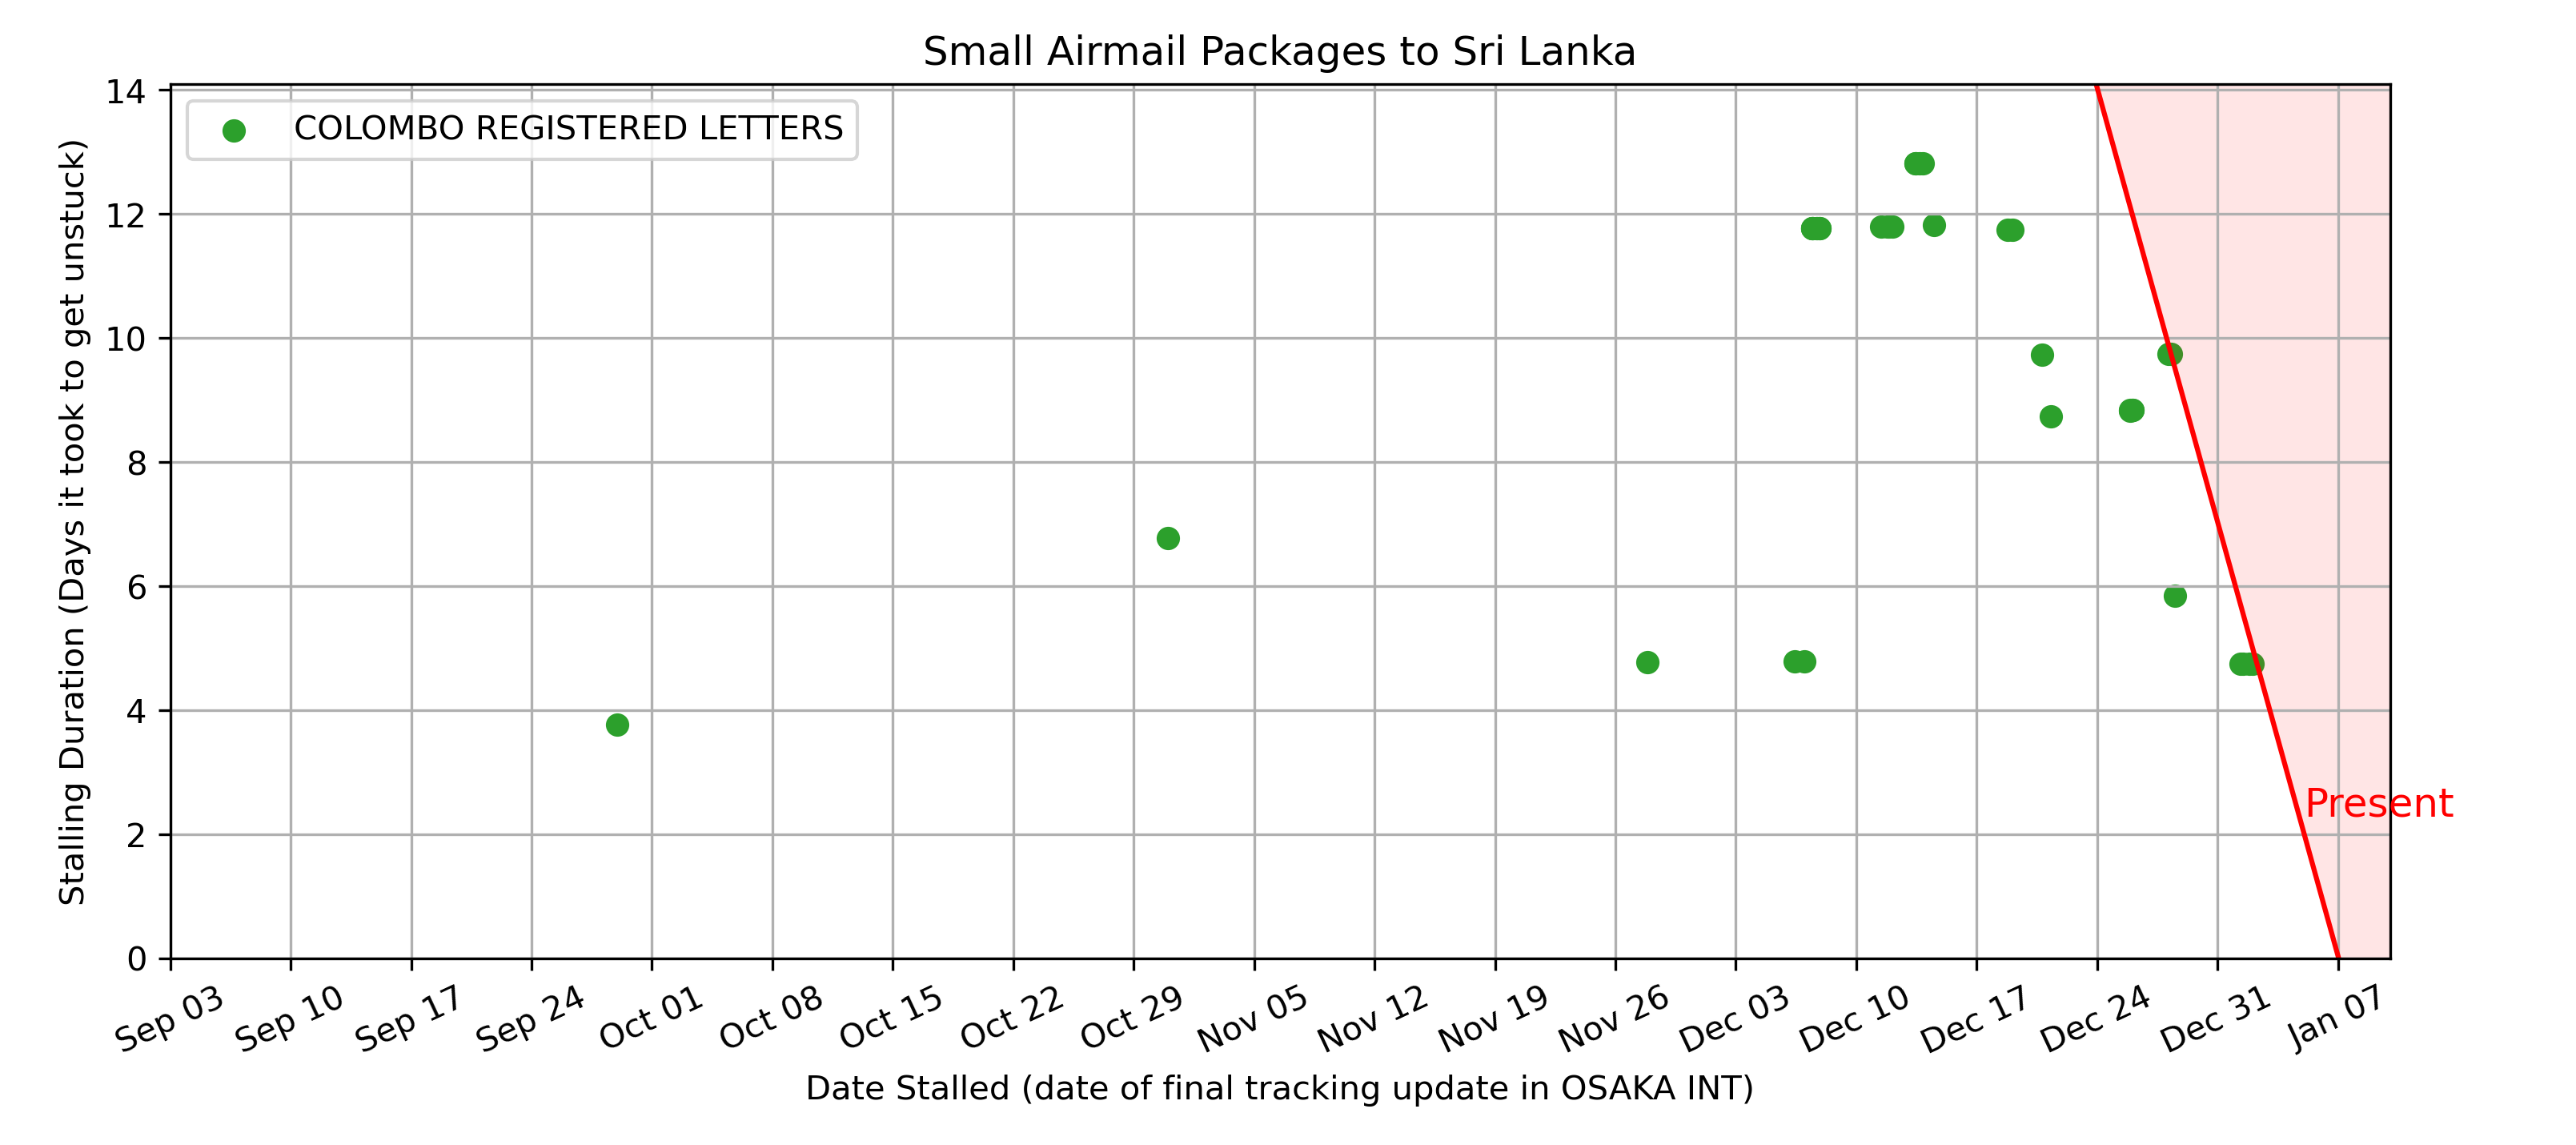 Small Airmail Packages to Sri Lanka
14
COLOMBO REGISTERED LETTERS
12
10
8
6
4
2
0
Stalling Duration (Days it took to get unstuck)
Present
Sep 03 Sep 10 Sep 17 Sep 24 Oct 01 Oct 08 Oct 15 Oct 22 Oct 29 Nov 05 Nov 12 Nov 19 Nov 26 Dec 03 Dec 10 Dec 17 Dec 24 Dec 31 Jan 07
Date Stalled (date of final tracking update in OSAKA INT)